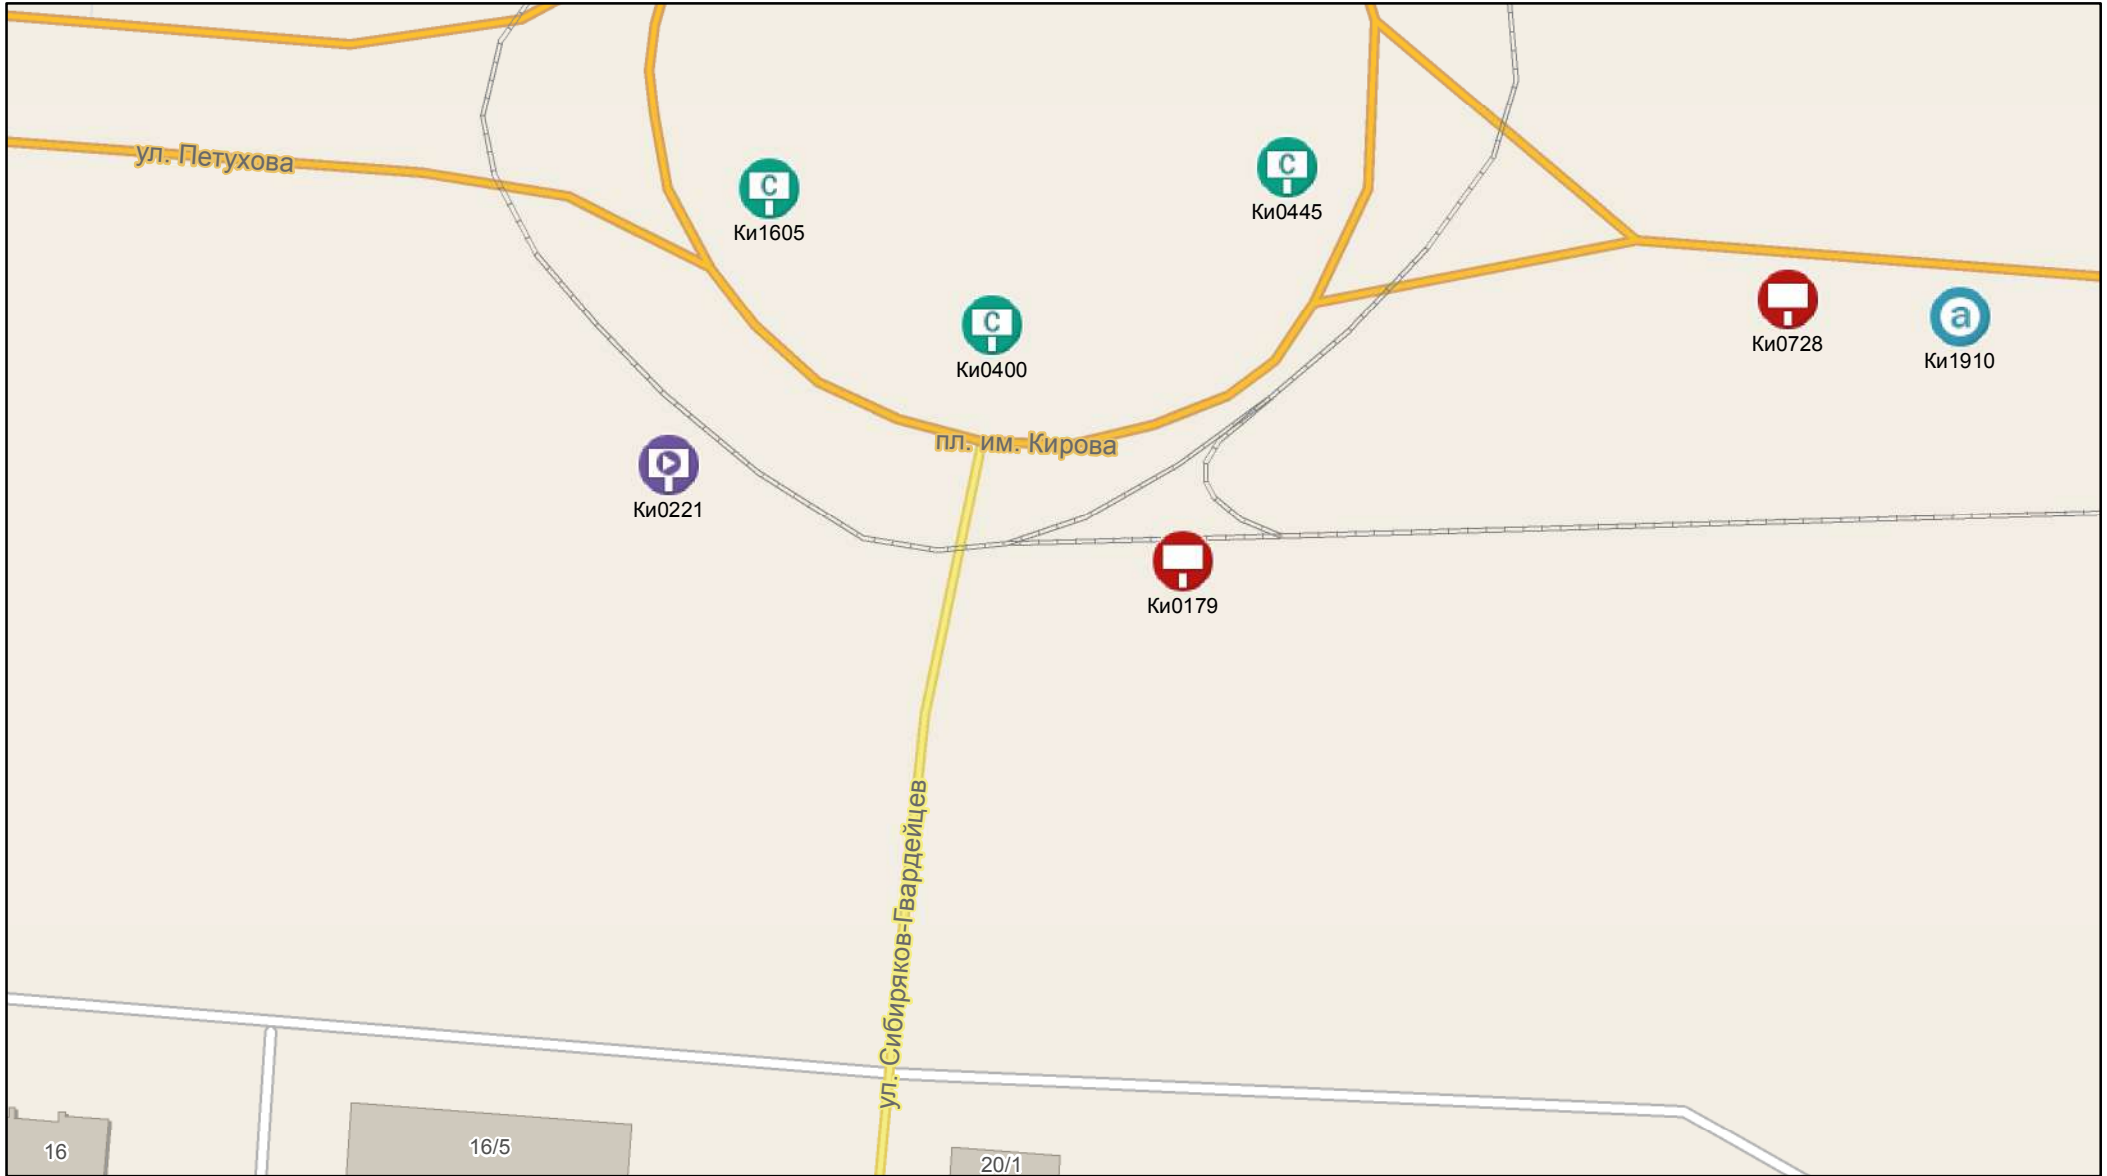 ул. Петухова
С
Ки1605
С
Ки0445
С
Ки0400
Ки0728
a
Ки1910
пл. им. Кирова
Ки0221
Ки0179
ул. Сибиряков-Гвардейцев
16
16/5
20/1